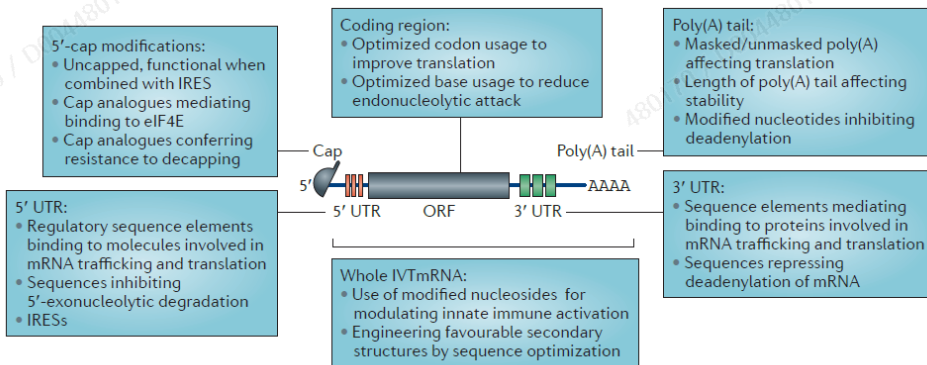 5′-cap modifications:
• Uncapped, functional when
combined with IRES
• Cap analogues mediating
binding to eIF4E
• Cap analogues conferring
resistance to decapping
Coding region:
• Optimized codon usage to
improve translation
• Optimized base usage to reduce
endonucleolytic attack
Poly(A) tail:
• Masked/unmasked poly(A)
affecting translation
• Length of poly(A) tail affecting
stability
• Modified nucleotides inhibiting
deadenylation
Cap
Poly(A) tail
5′
AAAA
5′ UTR
ORF
3′ UTR
5′ UTR:
• Regulatory sequence elements
binding to molecules involved in
mRNA trafficking and translation
• Sequences inhibiting
5′-exonucleolytic degradation
• IRESs
Whole IVTmRNA:
• Use of modified nucleosides for
modulating innate immune activation
• Engineering favourable secondary
structures by sequence optimization
3′ UTR:
• Sequence elements mediating
binding to proteins involved in
mRNA trafficking and translation
• Sequences repressing
deadenylation of mRNA